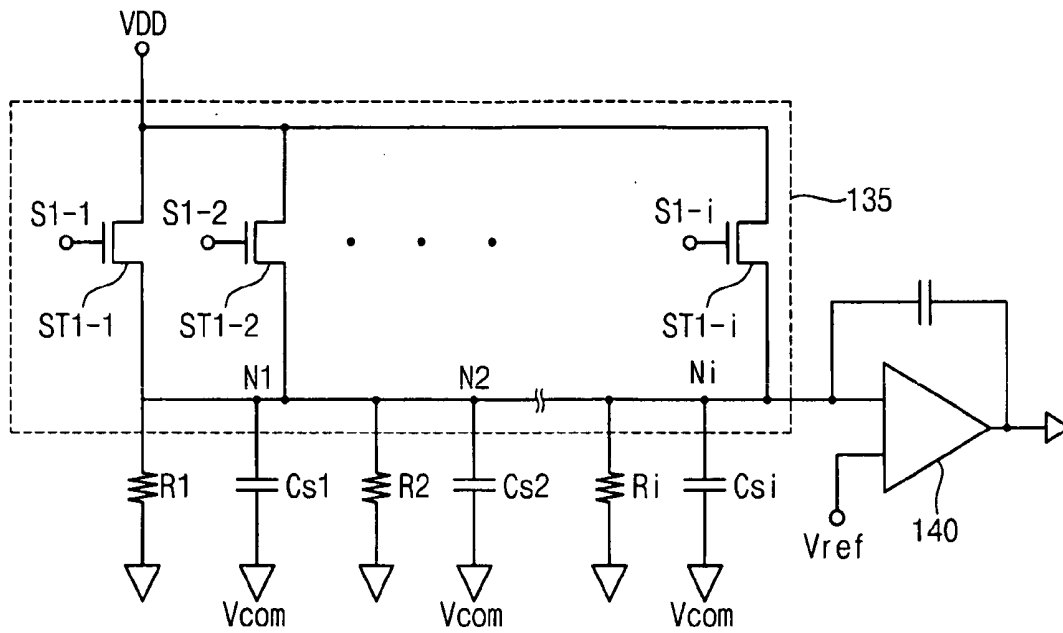 VDD
S1-1
S1-2
S1-i
135
ST1-1
ST1-2
ST1-i
N1
N2
Ni
R1
Cs1
R2
Cs2
Ri
Csi
140
Vref
Vcom
Vcom
Vcom